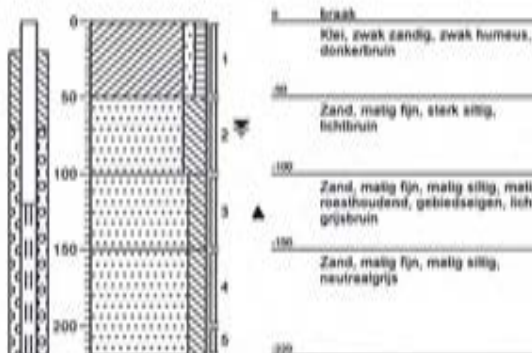 0
braak
Klei, zwak zandig, zwak humeus,
donkerbruin
0
1
50
-50
Zand, matig fijn, sterk siltig,
lichtbruin
2
100
-100
Zand, matig fijn, matig siltig,
roesthoudend, gebiedseigen,
grijsbruin
3
150
-150
Zand, matig fijn, matig siltig,
neutraalgrijs
4
200
5
-220